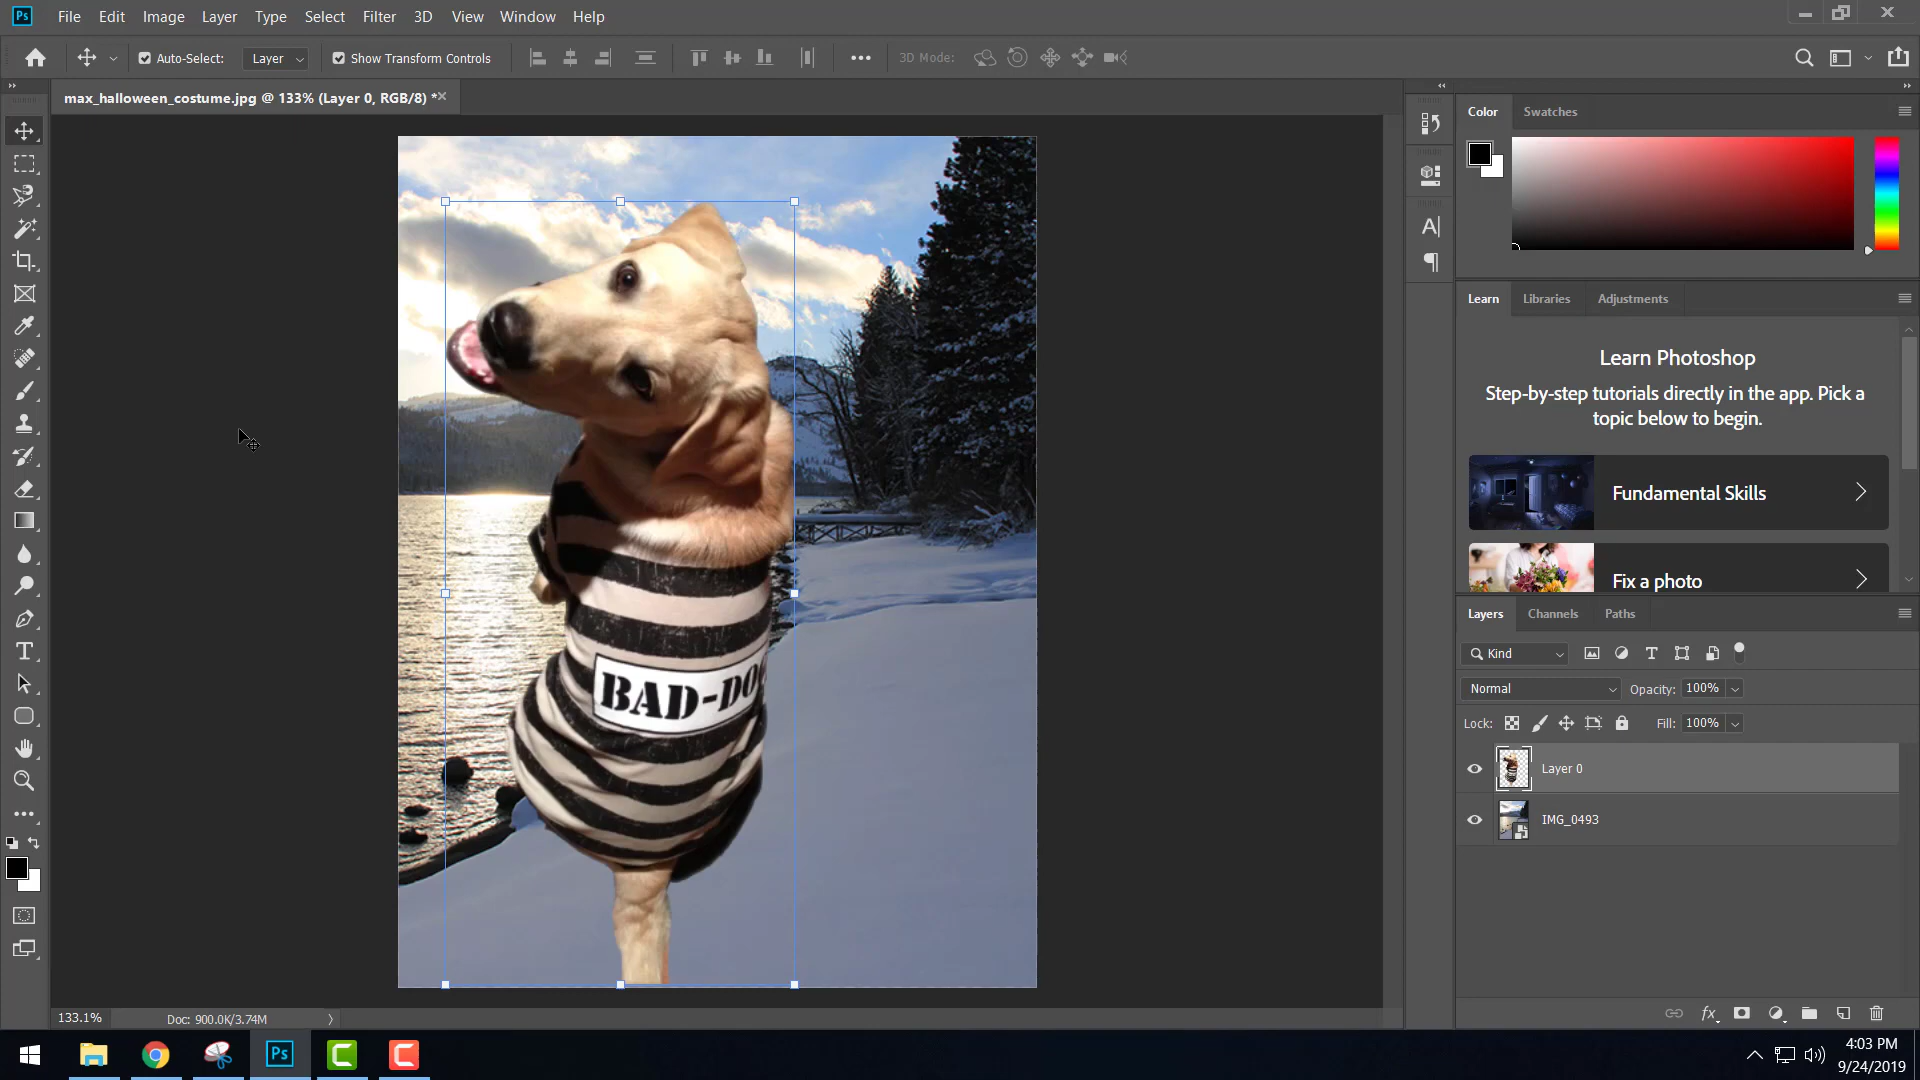 Ps File Edit Image Layer Type Select Filter 3D View Window Help
Auto-Select: Layer Show Transform Controls 3D Mode:
max_halloween_costume.jpg @ 133% (Layer 0, RGB/8) *
Color Swatches
Learn Libraries Adjustments
Learn Photoshop
Step-by-step tutorials directly in the app. Pick a
topic below to begin.
Fundamental Skills
Fix a photo
BAD-DO
Layers Channels Paths
Kind
Normal Opacity: 100%
Lock: Fill: 100%
Layer 0
IMG_0493
fx
133.1% Doc: 900.0K/3.74M
Ps
4:03 PM
9/24/2019